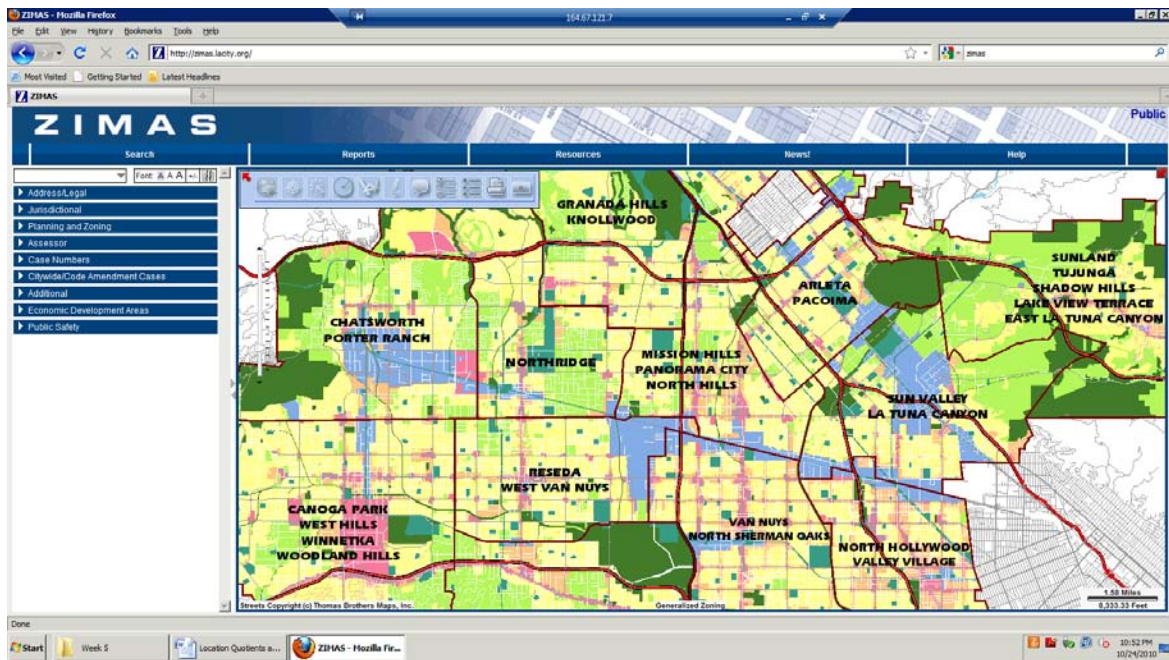 ZIMAS - Mozilla Firefox
164.67.121.7
File Edit View History Bookmarks Tools Help
http://zimas.lacity.org/
zimas
Most Visited Getting Started Latest Headlines
ZIMAS
ZIMAS
Public
Search Reports Resources News! Help
Font: A A A +/-
Address/Legal
Jurisdictional
Planning and Zoning
Assessor
Case Numbers
Citywide/Code Amendment Cases
Additional
Economic Development Areas
Public Safety
GRANADA HILLS
KNOLLWOOD
SUNLAND
TUJUNGA
SHADOW HILLS
LAKE VIEW TERRACE
EAST LA TUNA CANYON
ARLETA
PACOIMA
CHATSWORTH
PORTER RANCH
NORTHRIDGE
MISSION HILLS
PANORAMA CITY
NORTH HILLS
SUN VALLEY
LA TUNA CANYON
RESEDA
WEST VAN NUYS
CANOGA PARK
WEST HILLS
WINNETKA
WOODLAND HILLS
VAN NUYS
NORTH SHERMAN OAKS
NORTH HOLLYWOOD
VALLEY VILLAGE
1.58 Miles
8,333.33 Feet
Streets Copyright (c) Thomas Brothers Maps, Inc.
Generalized Zoning
Done
Start
Week 5
Location Quotients a...
ZIMAS - Mozilla Fir...
10:52 PM
10/24/2010